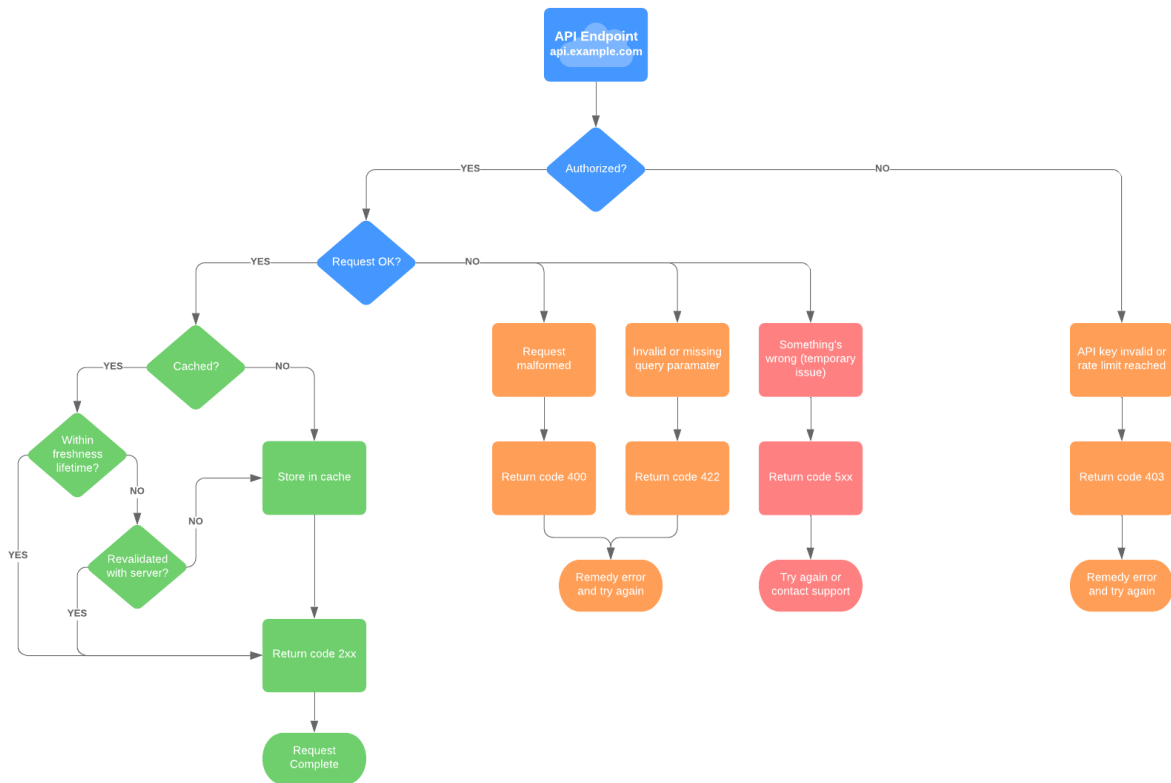 API Endpoint
api.example.com
Authorized?
YES
NO
Request OK?
YES
NO
Cached?
YES
NO
Request
malformed
Invalid or missing
query paramater
Something's
wrong (temporary
issue)
API key invalid or
rate limit reached
Within
freshness
lifetime?
NO
YES
Store in cache
Return code 400
Return code 422
Return code 5xx
Return code 403
Revalidated
with server?
NO
YES
Remedy error
and try again
Try again or
contact support
Remedy error
and try again
Return code 2xx
Request
Complete